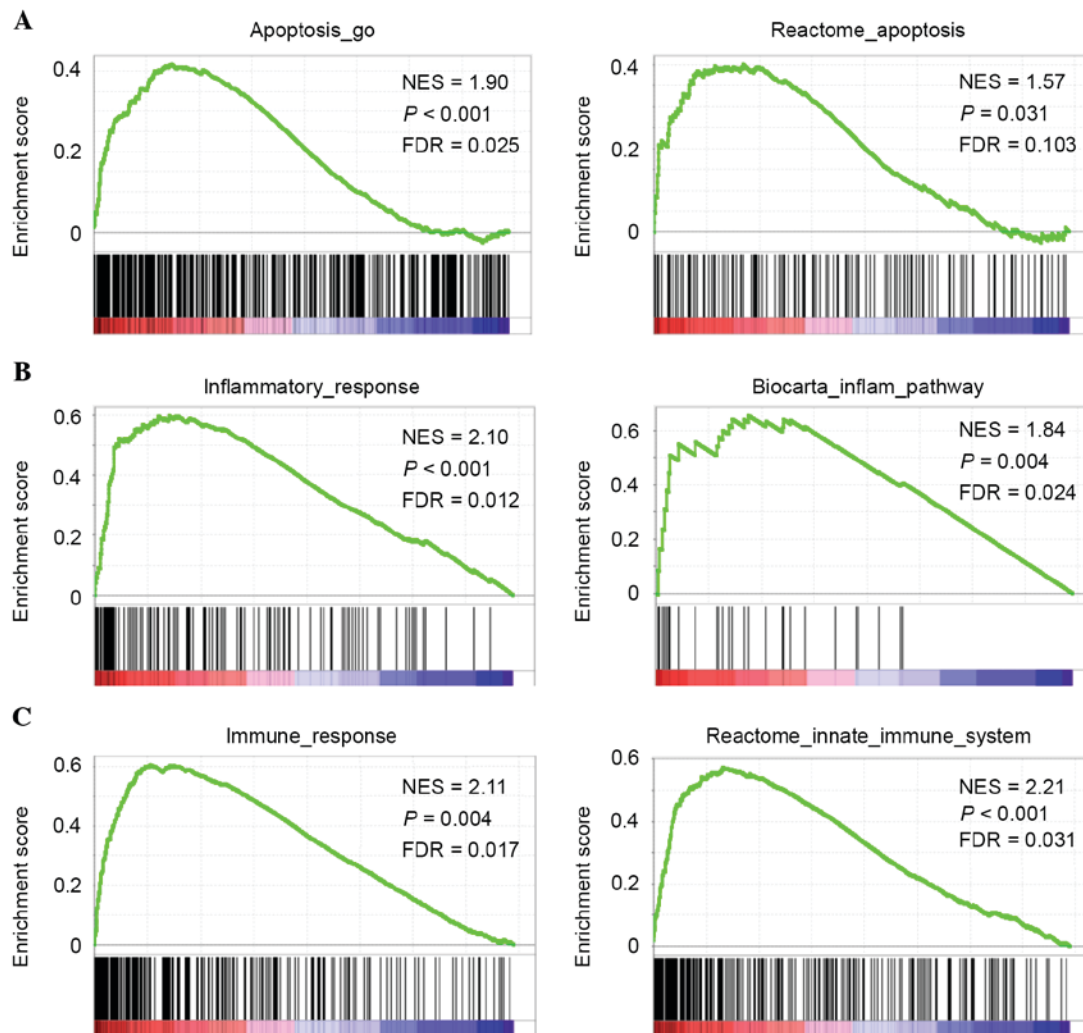 A
Apoptosis_go
Enrichment score
0.4
0.2
0
NES = 1.90
P < 0.001
FDR = 0.025
Reactome_apoptosis
Enrichment score
0.4
0.2
0
NES = 1.57
P = 0.031
FDR = 0.103
B
Inflammatory_response
Enrichment score
0.6
0.4
0.2
0
NES = 2.10
P < 0.001
FDR = 0.012
Biocarta_inflam_pathway
Enrichment score
0.6
0.4
0.2
0
NES = 1.84
P = 0.004
FDR = 0.024
C
Immune_response
Enrichment score
0.6
0.4
0.2
0
NES = 2.11
P = 0.004
FDR = 0.017
Reactome_innate_immune_system
Enrichment score
0.6
0.4
0.2
0
NES = 2.21
P < 0.001
FDR = 0.031